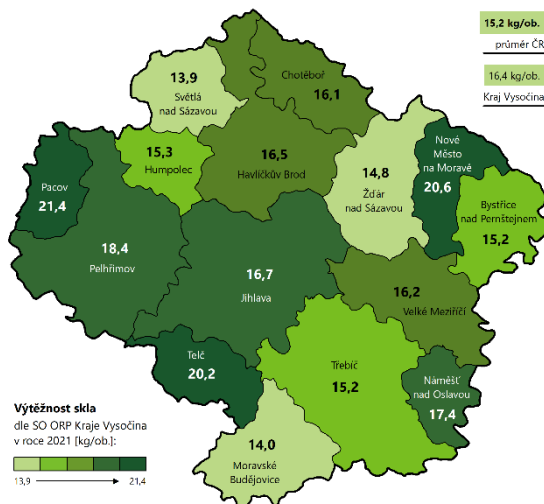 15,2 kg/ob.
průměr ČR
16,4 kg/ob.
Kraj Vysočina
13,9
Světlá
nad Sázavou
Chotěboř
16,1
15,3
Humpolec
16,5
Havlíčkův Brod
14,8
Žďár
nad Sázavou
Nové
Město
na Moravě
20,6
Bystřice
nad Pernštejnem
15,2
Pacov
21,4
18,4
Pelhřimov
16,7
Jihlava
16,2
Velké Meziříčí
Telč
20,2
Třebíč
15,2
Náměšť
nad Oslavou
17,4
14,0
Moravské
Budějovice
Výtěžnost skla
dle SO ORP Kraje Vysočina
v roce 2021 [kg/ob.]:
13,9
21,4